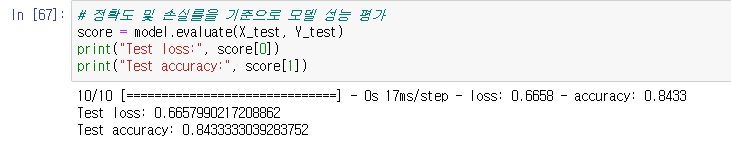 In [67]: # 정확도 및 손실률을 기준으로 모델 성능 평가
score = model.evaluate(X_test, Y_test)
print("Test loss:", score[0])
print("Test accuracy:", score[1])
10/10 [==============================] - 0s 17ms/step - loss: 0.6658 - accuracy: 0.8433
Test loss: 0.6657990217208862
Test accuracy: 0.8433333039283752